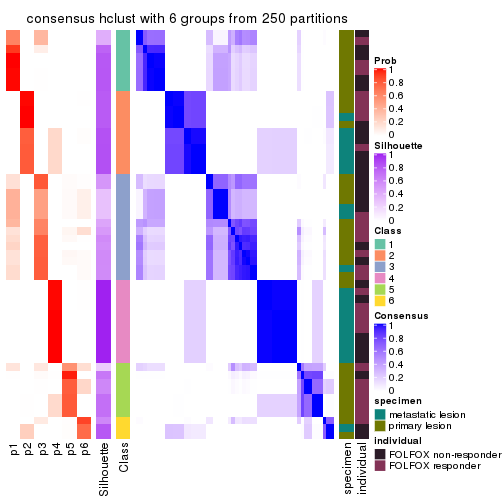 consensus hclust with 6 groups from 250 partitions
Prob
1
0.8
0.6
0.4
0.2
0
Silhouette
1
0.8
0.6
0.4
0.2
0
Class
1
2
3
4
5
6
Consensus
1
0.8
0.6
0.4
0.2
0
specimen
metastatic lesion
primary lesion
individual
FOLFOX non-responder
FOLFOX responder
p1
p2
p3
p4
p5
p6
Silhouette
Class
specimen
individual